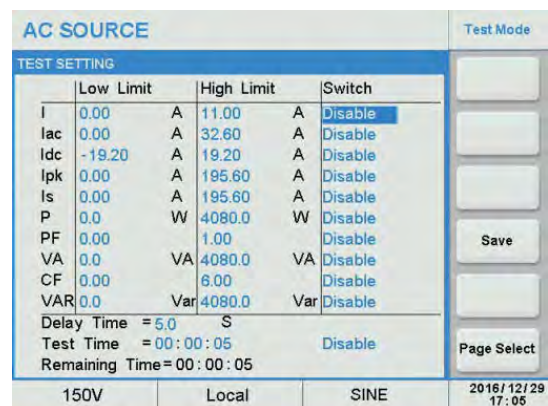 AC SOURCE
Test Mode
TEST SETTING
Low Limit High Limit Switch
I 0.00 A 11.00 A Disable
Iac 0.00 A 32.60 A Disable
Idc -19.20 A 19.20 A Disable
Ipk 0.00 A 195.60 A Disable
Is 0.00 A 195.60 A Disable
P 0.0 W 4080.0 W Disable
PF 0.00 1.00 Disable
VA 0.0 VA 4080.0 VA Disable
CF 0.00 6.00 Disable
VAR 0.0 Var 4080.0 Var Disable
Delay Time = 5.0 S
Test Time = 00:00:05 Disable
Remaining Time= 00:00:05
Save
Page Select
150V Local SINE
2016/12/29
17:05